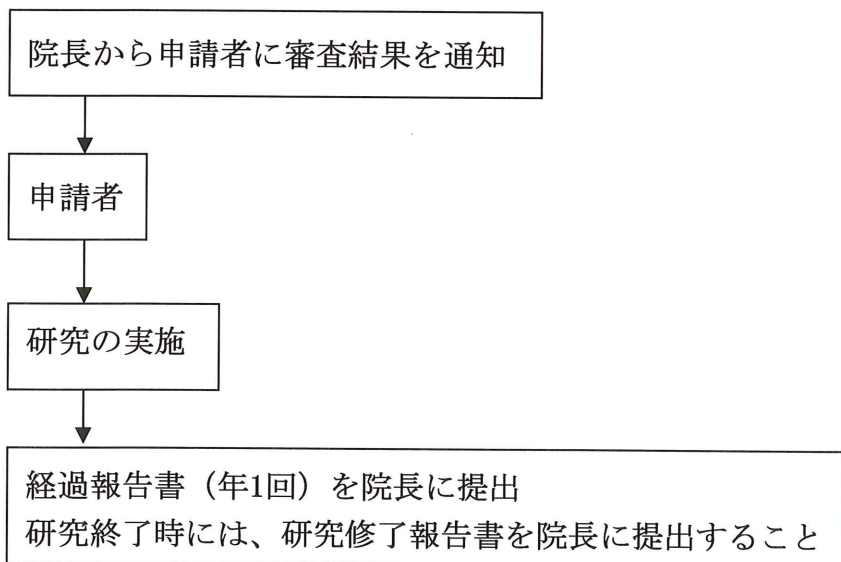 院長から申請者に審査結果を通知
申請者
研究の実施
経過報告書（年1回）を院長に提出
研究終了時には、研究修了報告書を院長に提出すること